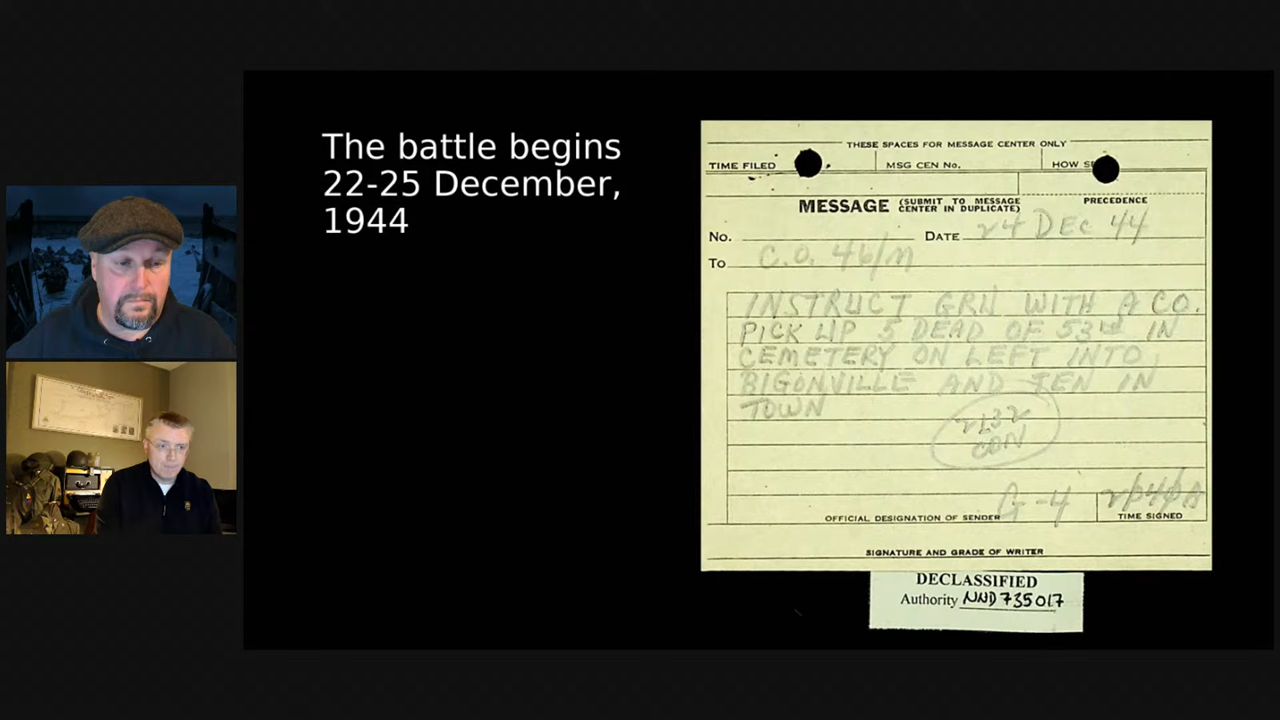 The battle begins
22-25 December,
1944
THESE SPACES FOR MESSAGE CENTER ONLY
TIME FILED MSG CEN No. HOW
MESSAGE (SUBMIT TO MESSAGE CENTER IN DUPLICATE) PRECEDENCE
No. DATE 24 DEC 44
To C.O. 46/m
INSTRUCT GRU WITH A CO.
PICK UP 5 DEAD OF 53rd IN
CEMETERY ON LEFT INTO
BIGONVILLE AND TEN IN
TOWN
2132
G-4
OFFICIAL DESIGNATION OF SENDER TIME SIGNED
SIGNATURE AND GRADE OF WRITER
DECLASSIFIED
Authority NND735017